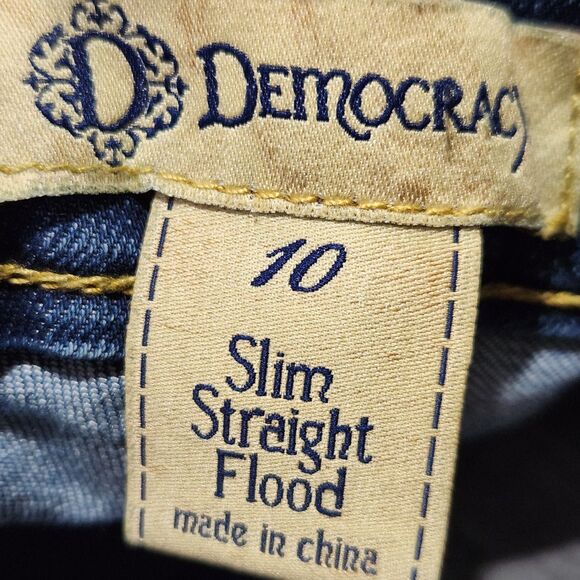 D DEMOCRACY
10
Slim
Straight
Flood
made in china